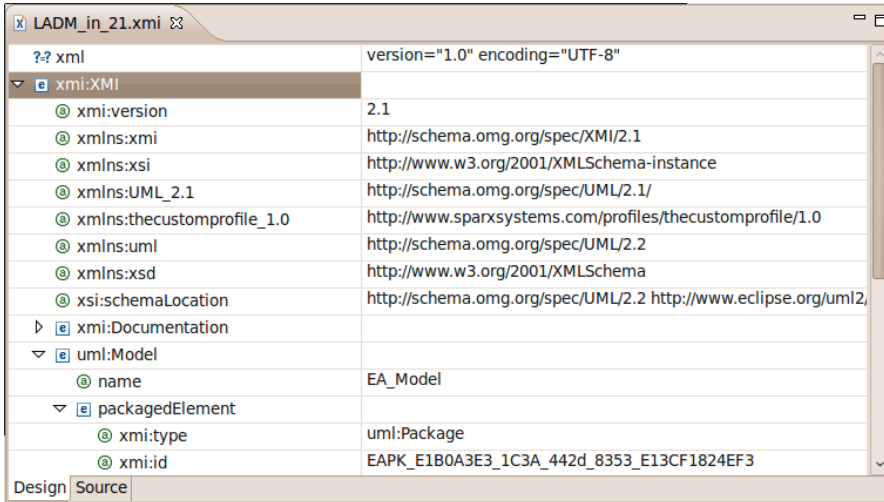 LADM_in_21.xmi
?=? xml version="1.0" encoding="UTF-8"
e xmi:XMI
a xmi:version 2.1
a xmlns:xmi http://schema.omg.org/spec/XMI/2.1
a xmlns:xsi http://www.w3.org/2001/XMLSchema-instance
a xmlns:UML_2.1 http://schema.omg.org/spec/UML/2.1/
a xmlns:thecustomprofile_1.0 http://www.sparxsystems.com/profiles/thecustomprofile/1.0
a xmlns:uml http://schema.omg.org/spec/UML/2.2
a xmlns:xsd http://www.w3.org/2001/XMLSchema
a xsi:schemaLocation http://schema.omg.org/spec/UML/2.2 http://www.eclipse.org/uml2/
e xmi:Documentation
e uml:Model
a name EA_Model
e packagedElement
a xmi:type uml:Package
a xmi:id EAPK_E1B0A3E3_1C3A_442d_8353_E13CF1824EF3
Design Source